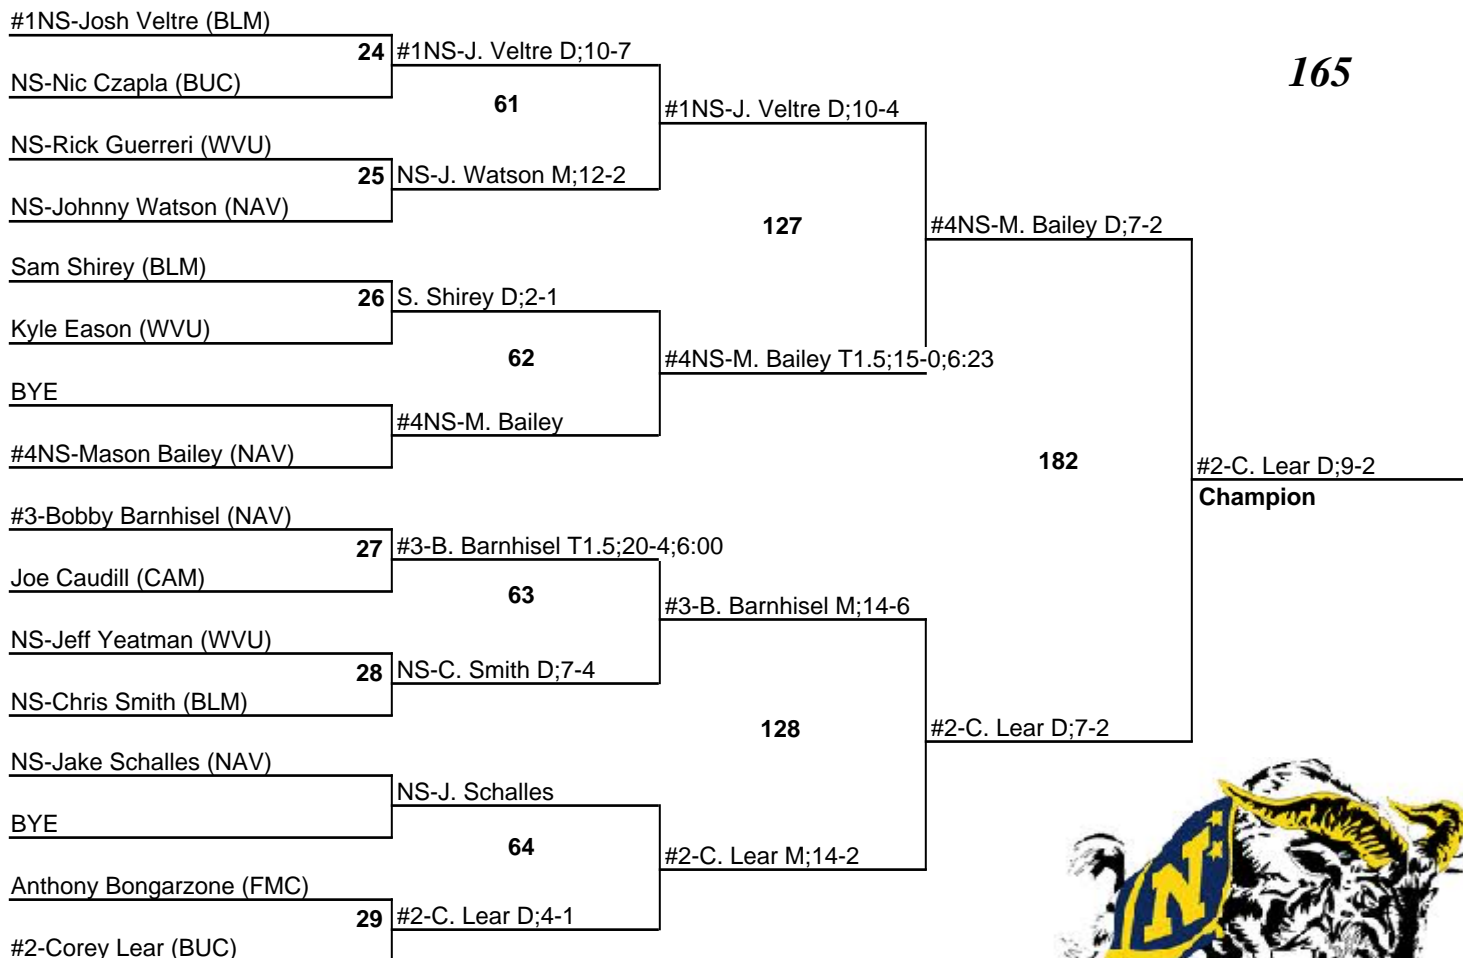 #1NS-Josh Veltre (BLM)
24 #1NS-J. Veltre D;10-7
165
NS-Nic Czapla (BUC)
61
#1NS-J. Veltre D;10-4
NS-Rick Guerreri (WVU)
25 NS-J. Watson M;12-2
NS-Johnny Watson (NAV)
127
#4NS-M. Bailey D;7-2
Sam Shirey (BLM)
26 S. Shirey D;2-1
Kyle Eason (WVU)
62
#4NS-M. Bailey T1.5;15-0;6:23
BYE
#4NS-M. Bailey
#4NS-Mason Bailey (NAV)
182
#2-C. Lear D;9-2
Champion
#3-Bobby Barnhisel (NAV)
27 #3-B. Barnhisel T1.5;20-4;6:00
Joe Caudill (CAM)
63
#3-B. Barnhisel M;14-6
NS-Jeff Yeatman (WVU)
28 NS-C. Smith D;7-4
NS-Chris Smith (BLM)
128
#2-C. Lear D;7-2
NS-Jake Schalles (NAV)
NS-J. Schalles
BYE
64
#2-C. Lear M;14-2
Anthony Bongarzone (FMC)
29 #2-C. Lear D;4-1
#2-Corey Lear (BUC)
N